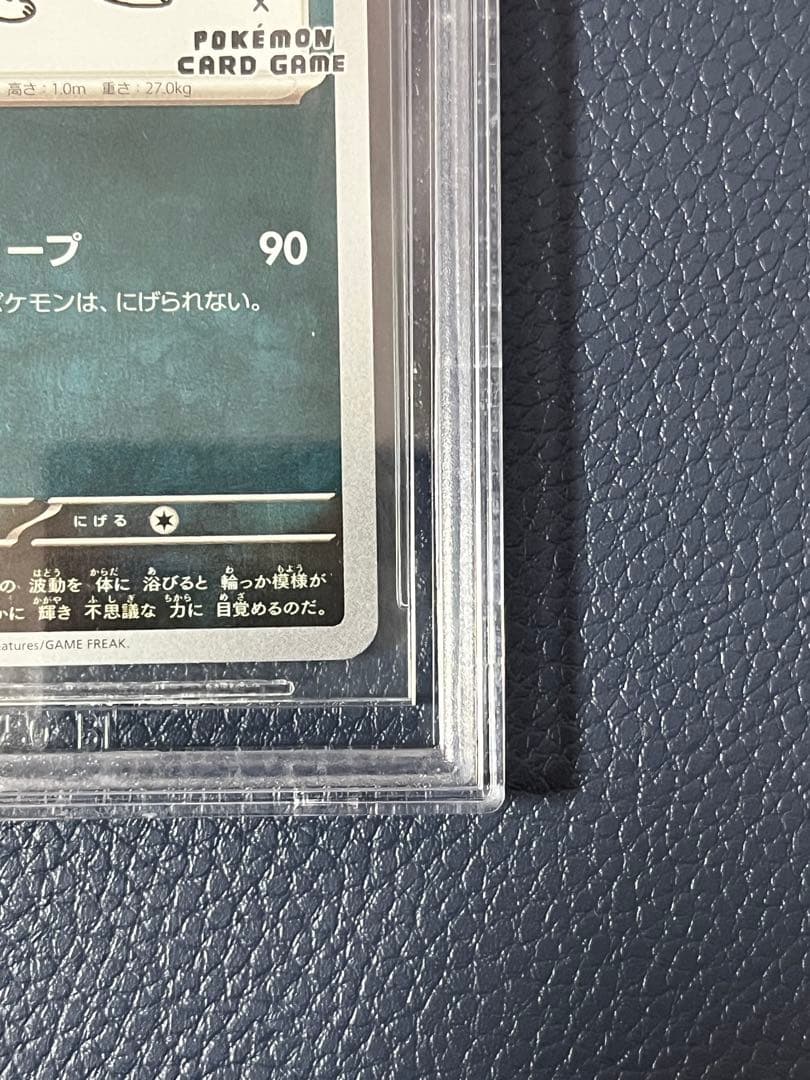 POKÉMON
CARD GAME
高さ：1.0m 重さ：27.0kg
ープ 90
ポケモンは、にげられない。
にげる
の 波動を 体に 浴びると 輪っか模様が
かに 輝き 不思議な 力に 目覚めるのだ。
eatures/GAME FREAK.